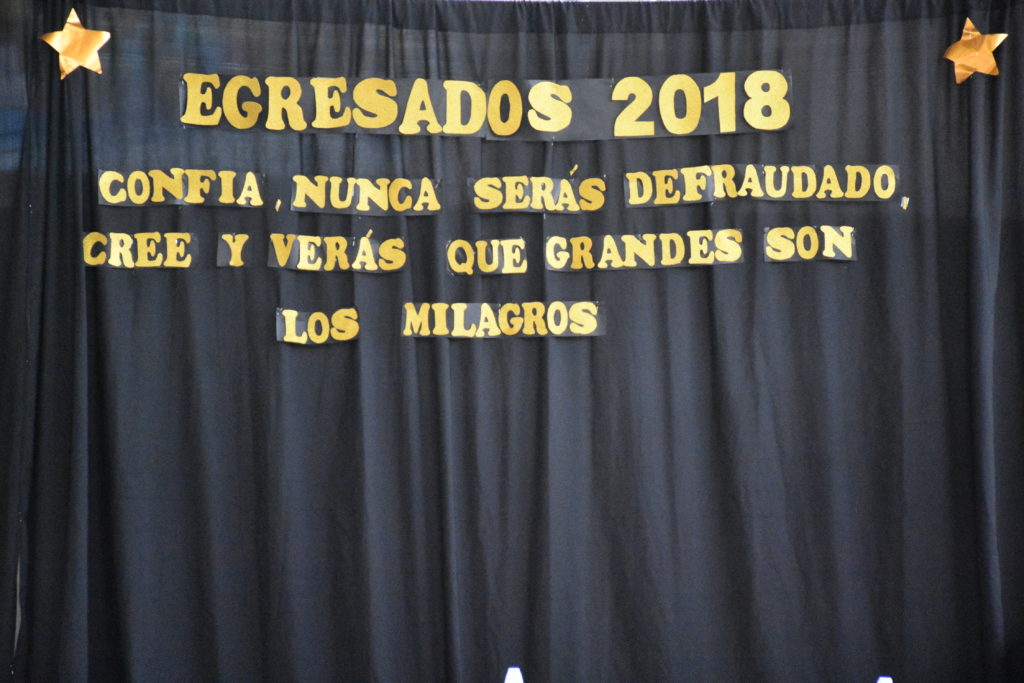 EGRESADOS 2018
CONFIA, NUNCA SERÁS DEFRAUDADO,
CREE Y VERÁS QUE GRANDES SON
LOS MILAGROS